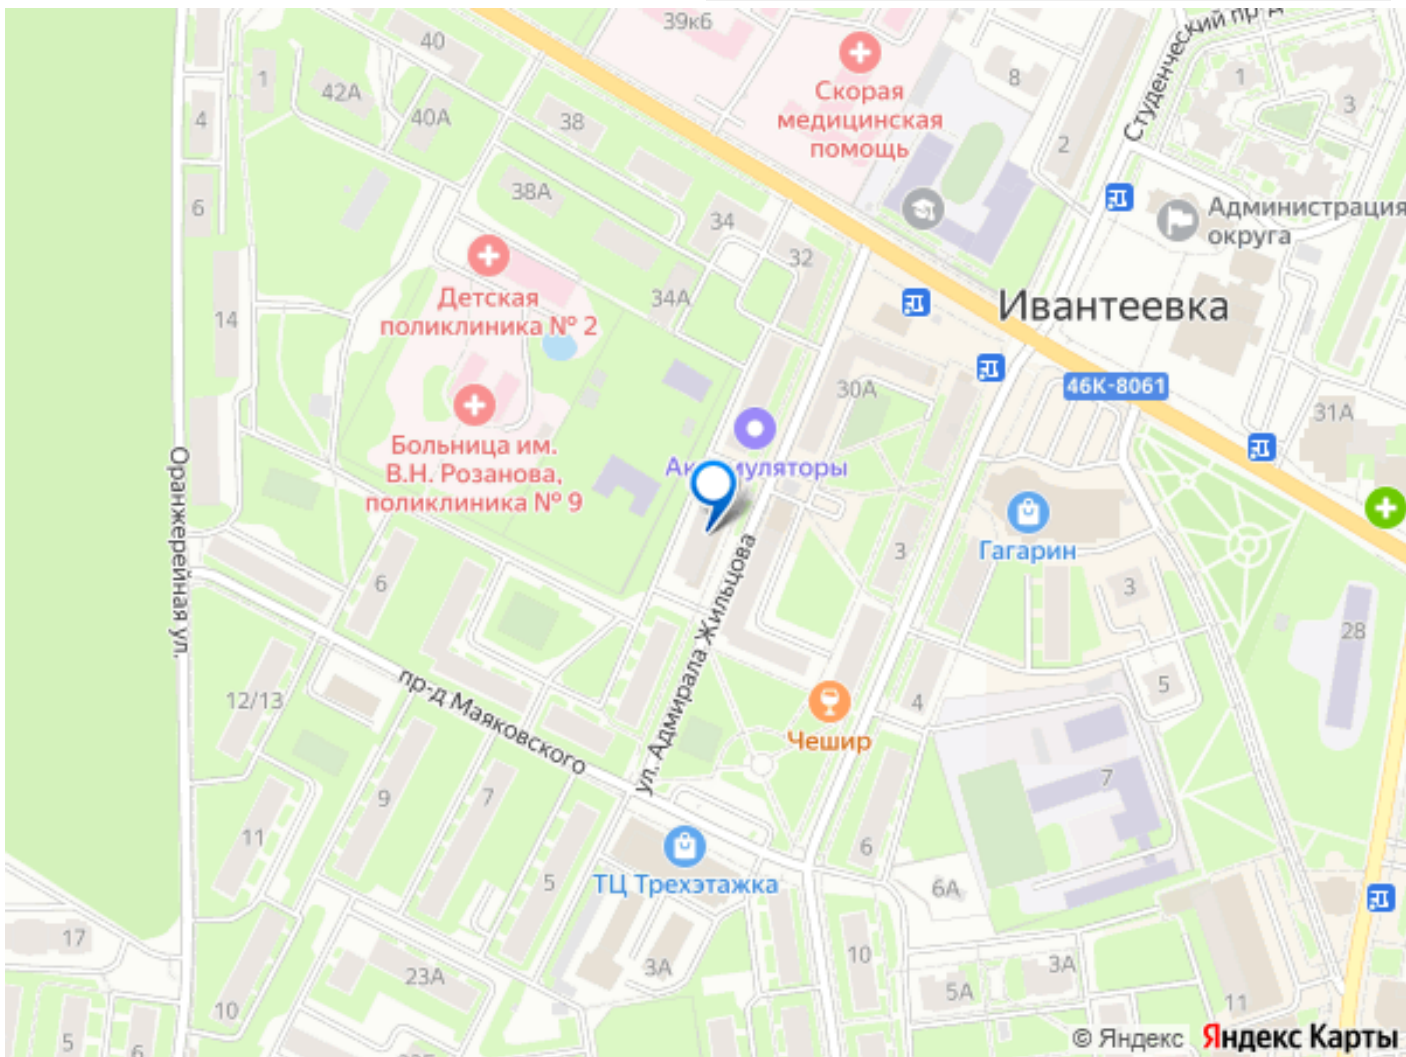 39к6
40
Скорая
медицинская
помощь
Студенческий пр-д
1
8
1
3
42А
4
40А
38
2
38А
6
34
Администрация
округа
32
Детская
поликлиника № 2
34А
Ивантеевка
14
30А
46К-8061
31А
Больница им.
В.Н. Розанова,
поликлиника № 9
Оранжерейная ул.
Гагарин
3
6
3
28
ул. Адмирала Жильцова
12/13
пр-д Маяковского
5
4
Чешир
7
9
7
11
6
5
ТЦ Трехэтажка
6А
17
23А
3А
10
3А
5А
10
11
5
6
© Яндекс Яндекс Карты